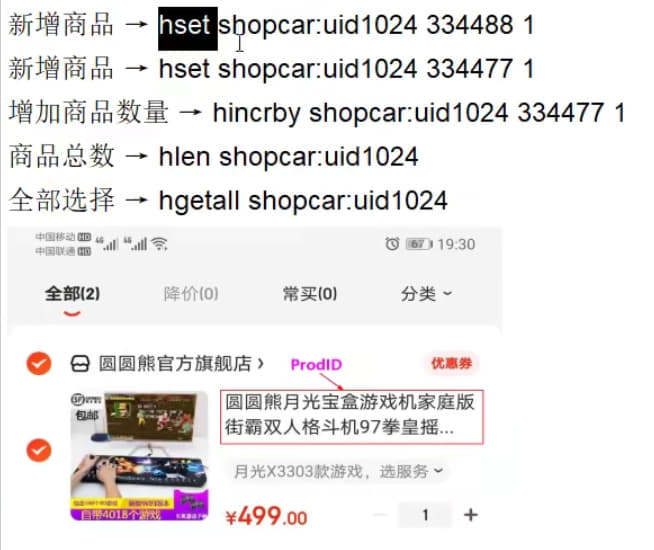 新增商品 → hset shopcar:uid1024 334488 1
新增商品 → hset shopcar:uid1024 334477 1
增加商品数量 → hincrby shopcar:uid1024 334477 1
商品总数 → hlen shopcar:uid1024
全部选择 → hgetall shopcar:uid1024
中国移动 HD 4G 4G 67 19:30
中国联通 HD
全部(2) 降价(0) 常买(0) 分类
圆圆熊官方旗舰店 › ProdID 优惠券
包邮
圆圆熊月光宝盒游戏机家庭版
街霸双人格斗机97拳皇摇...
月光X3303款游戏，选服务
自带4018个游戏
¥499.00 − 1 +